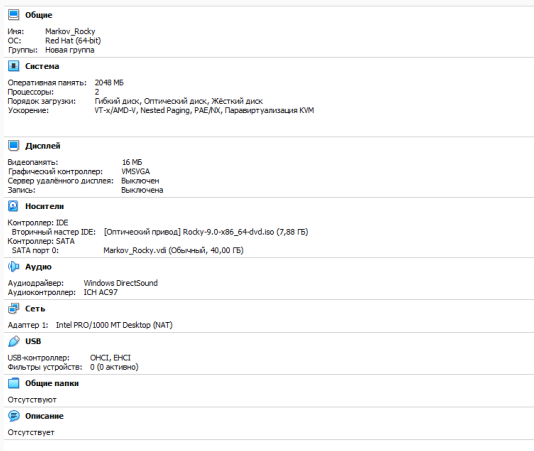 Общие
Имя: Markov_Rocky
ОС: Red Hat (64-bit)
Группы: Новая группа
Система
Оперативная память: 2048 МБ
Процессоры: 2
Порядок загрузки: Гибкий диск, Оптический диск, Жёсткий диск
Ускорение: VT-x/AMD-V, Nested Paging, PAE/NX, Паравиртуализация KVM
Дисплей
Видеопамять: 16 МБ
Графический контроллер: VMSVGA
Сервер удалённого дисплея: Выключен
Запись: Выключена
Носители
Контроллер: IDE
Вторичный мастер IDE: [Оптический привод] Rocky-9.0-x86_64-dvd.iso (7,88 ГБ)
Контроллер: SATA
SATA порт 0: Markov_Rocky.vdi (Обычный, 40,00 ГБ)
Аудио
Аудиодрайвер: Windows DirectSound
Аудиоконтроллер: ICH AC97
Сеть
Адаптер 1: Intel PRO/1000 MT Desktop (NAT)
USB
USB-контроллер: OHCI, EHCI
Фильтры устройств: 0 (0 активно)
Общие папки
Отсутствуют
Описание
Отсутствует